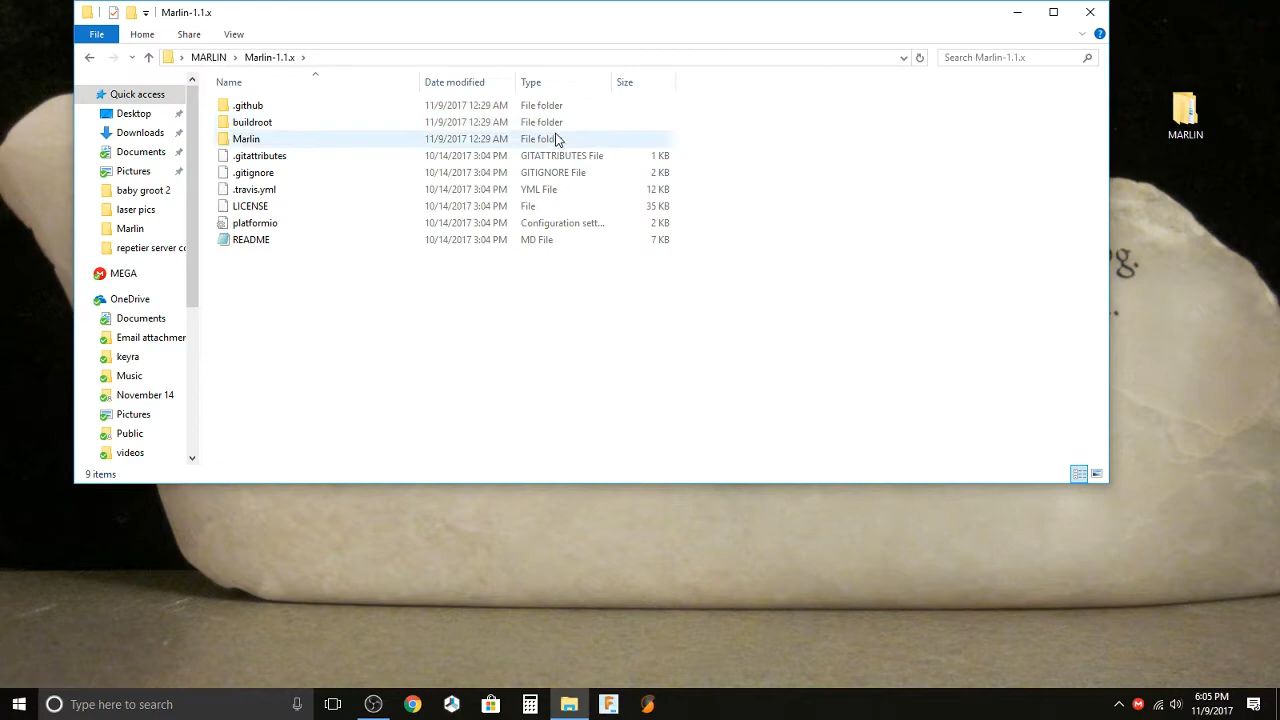 Marlin-1.1.x
File Home Share View
MARLIN Marlin-1.1.x
Search Marlin-1.1.x
Name Date modified Type Size
Quick access
Desktop
Downloads
Documents
Pictures
baby groot 2
laser pics
Marlin
repetier server co
MEGA
OneDrive
Documents
Email attachmer
keyra
Music
November 14
Pictures
Public
videos
.github 11/9/2017 12:29 AM File folder
buildroot 11/9/2017 12:29 AM File folder
Marlin 11/9/2017 12:29 AM File fold
.gitattributes 10/14/2017 3:04 PM GITATTRIBUTES File 1 KB
.gitignore 10/14/2017 3:04 PM GITIGNORE File 2 KB
.travis.yml 10/14/2017 3:04 PM YML File 12 KB
LICENSE 10/14/2017 3:04 PM File 35 KB
platformio 10/14/2017 3:04 PM Configuration sett... 2 KB
README 10/14/2017 3:04 PM MD File 7 KB
9 items
MARLIN
g.
Type here to search
6:05 PM
11/9/2017